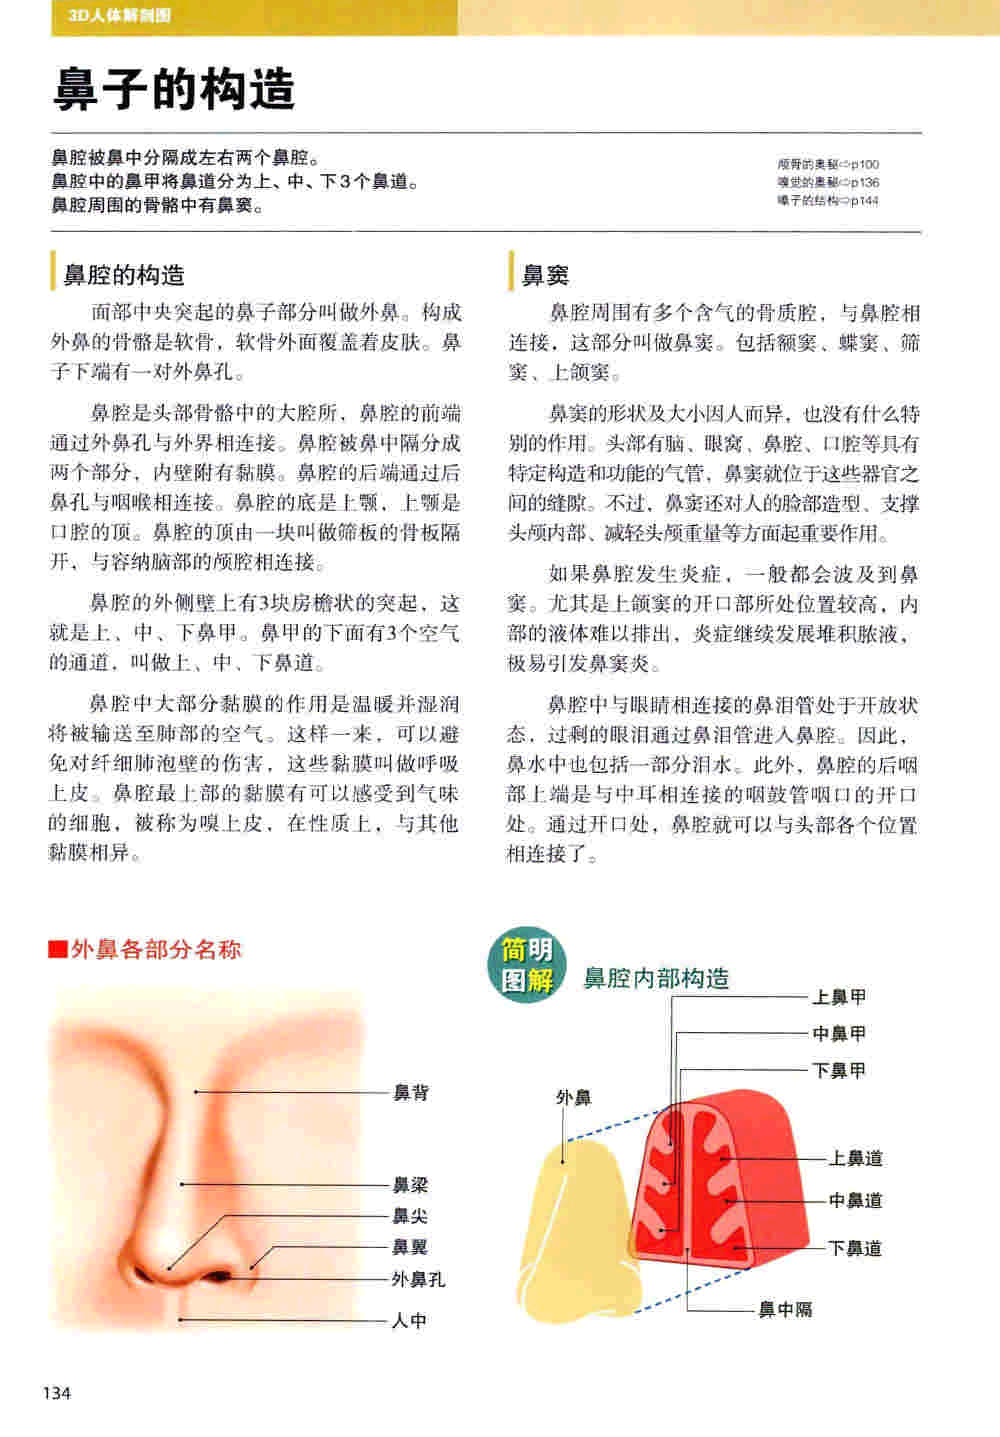 3D人体解剖图
鼻子的构造
鼻腔被鼻中分隔成左右两个鼻腔。
鼻腔中的鼻甲将鼻道分为上、中、下3个鼻道。
鼻腔周围的骨骼中有鼻窦。
颅骨的奥秘⇨p100
嗅觉的奥秘⇨p136
嗓子的结构⇨p144
鼻腔的构造
面部中央突起的鼻子部分叫做外鼻。构成
外鼻的骨骼是软骨，软骨外面覆盖着皮肤。鼻
子下端有一对外鼻孔。
鼻腔是头部骨骼中的大腔所，鼻腔的前端
通过外鼻孔与外界相连接。鼻腔被鼻中隔分成
两个部分，内壁附有黏膜。鼻腔的后端通过后
鼻孔与咽喉相连接。鼻腔的底是上颚，上颚是
口腔的顶。鼻腔的顶由一块叫做筛板的骨板隔
开，与容纳脑部的颅腔相连接。
鼻腔的外侧壁上有3块房檐状的突起，这
就是上、中、下鼻甲。鼻甲的下面有3个空气
的通道，叫做上、中、下鼻道。
鼻腔中大部分黏膜的作用是温暖并湿润
将被输送至肺部的空气。这样一来，可以避
免对纤细肺泡壁的伤害，这些黏膜叫做呼吸
上皮。鼻腔最上部的黏膜有可以感受到气味
的细胞，被称为嗅上皮，在性质上，与其他
黏膜相异。
鼻窦
鼻腔周围有多个含气的骨质腔，与鼻腔相
连接，这部分叫做鼻窦。包括额窦、蝶窦、筛
窦、上颌窦。
鼻窦的形状及大小因人而异，也没有什么特
别的作用。头部有脑、眼窝、鼻腔、口腔等具有
特定构造和功能的气管，鼻窦就位于这些器官之
间的缝隙。不过，鼻窦还对人的脸部造型、支撑
头颅内部、减轻头颅重量等方面起重要作用。
如果鼻腔发生炎症，一般都会波及到鼻
窦。尤其是上颌窦的开口部所处位置较高，内
部的液体难以排出，炎症继续发展堆积脓液，
极易引发鼻窦炎。
鼻腔中与眼睛相连接的鼻泪管处于开放状
态，过剩的眼泪通过鼻泪管进入鼻腔。因此，
鼻水中也包括一部分泪水。此外，鼻腔的后咽
部上端是与中耳相连接的咽鼓管咽口的开口
处。通过开口处，鼻腔就可以与头部各个位置
相连接了。
■外鼻各部分名称
鼻背
鼻梁
鼻尖
鼻翼
外鼻孔
人中
简明
图解
鼻腔内部构造
上鼻甲
中鼻甲
下鼻甲
外鼻
上鼻道
中鼻道
下鼻道
鼻中隔
134